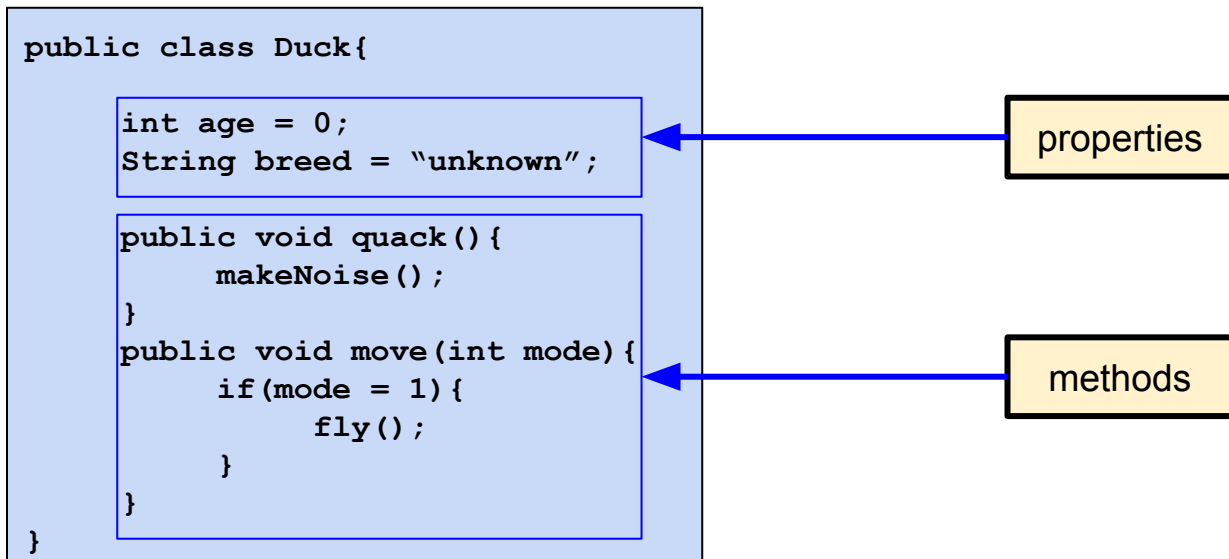 public class Duck{
int age = 0;
String breed = “unknown”;
properties
public void quack(){
makeNoise();
}
public void move(int mode){
if(mode = 1){
fly();
}
}
}
methods